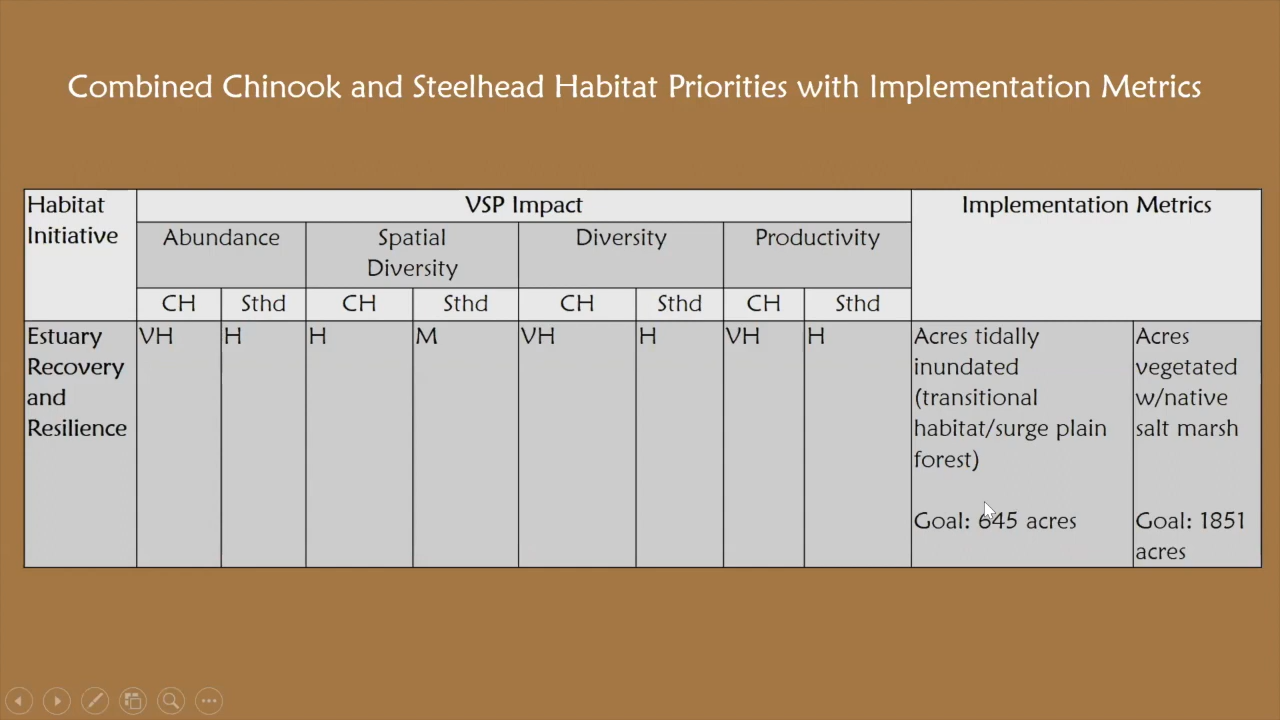 Combined Chinook and Steelhead Habitat Priorities with Implementation Metrics
Habitat
Initiative
VSP Impact
Implementation Metrics
Abundance
Spatial
Diversity
Diversity
Productivity
CH
Sthd
CH
Sthd
CH
Sthd
CH
Sthd
Estuary
Recovery
and
Resilience
VH
H
H
M
VH
H
VH
H
Acres tidally
inundated
(transitional
habitat/surge plain
forest)
Goal: 645 acres
Acres
vegetated
w/native
salt marsh
Goal: 1851
acres